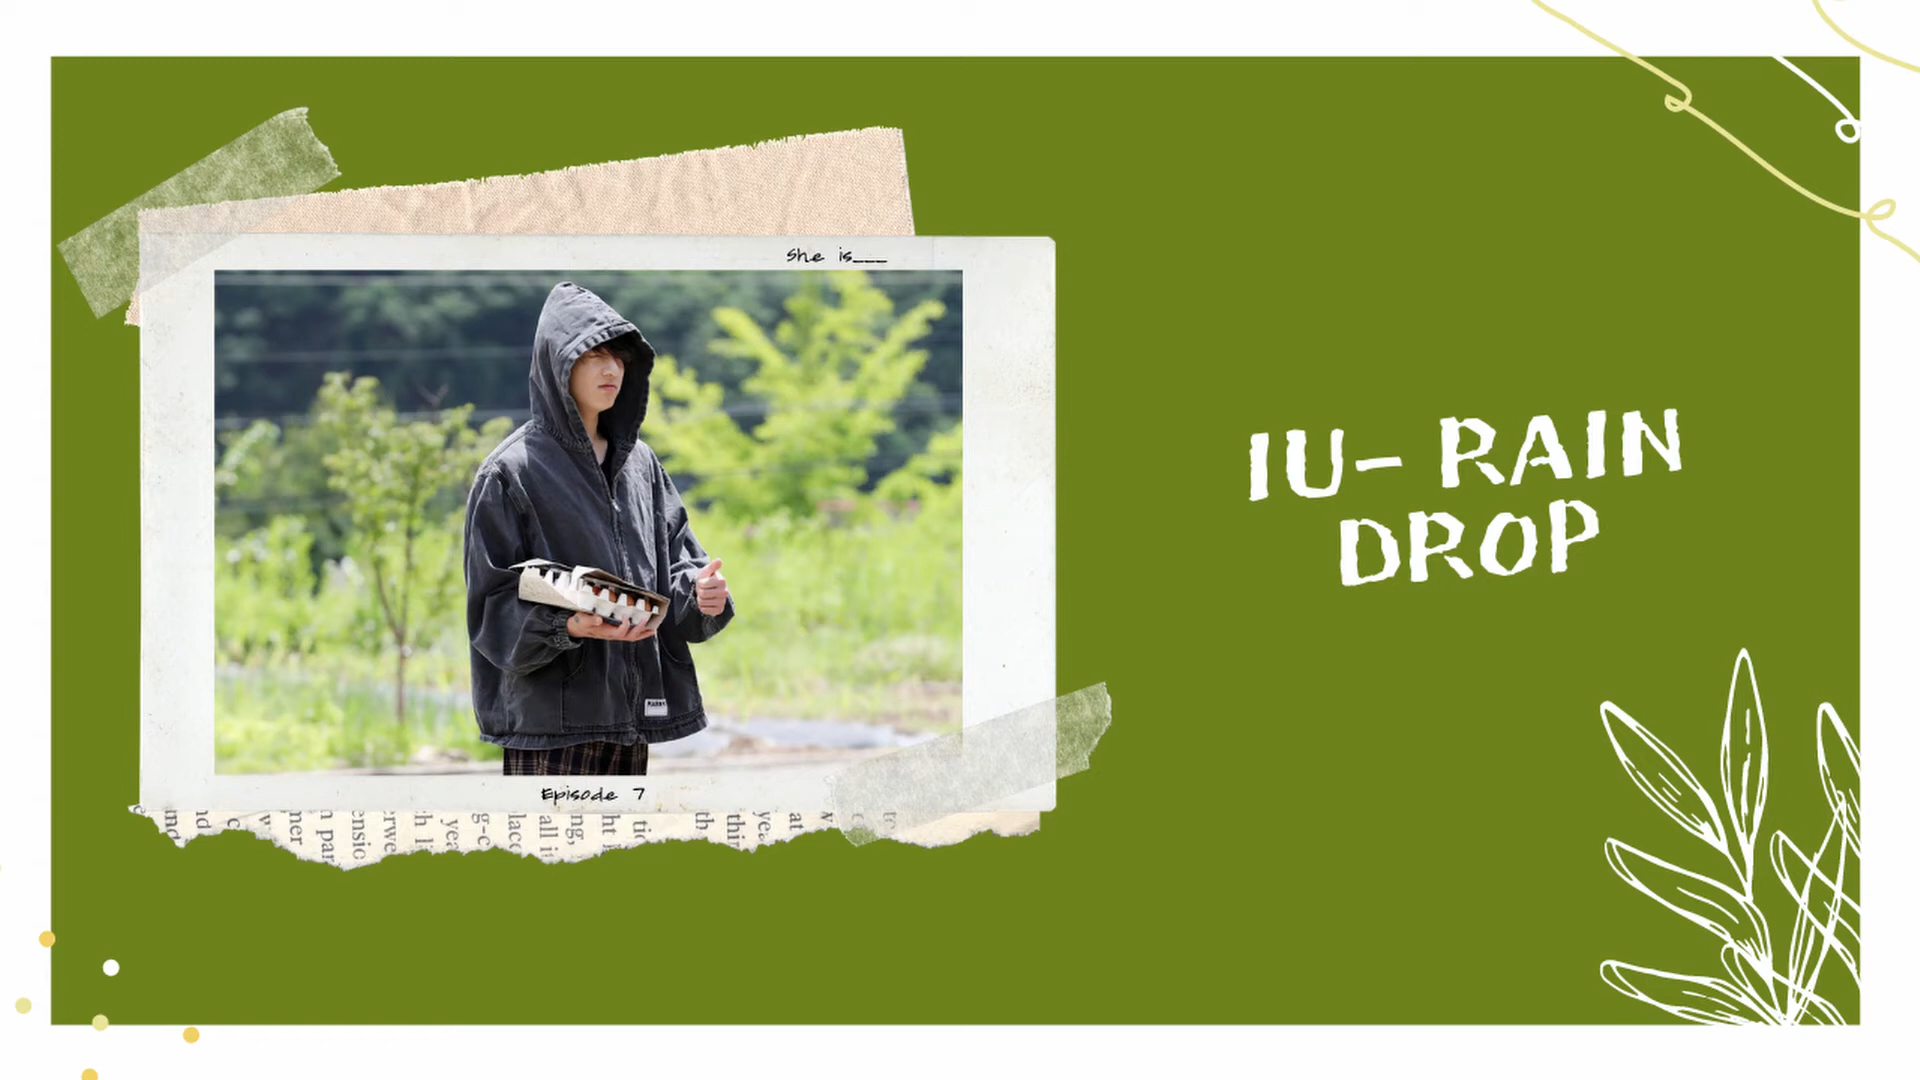 She is___
IU- RAIN
DROP
Episode 7